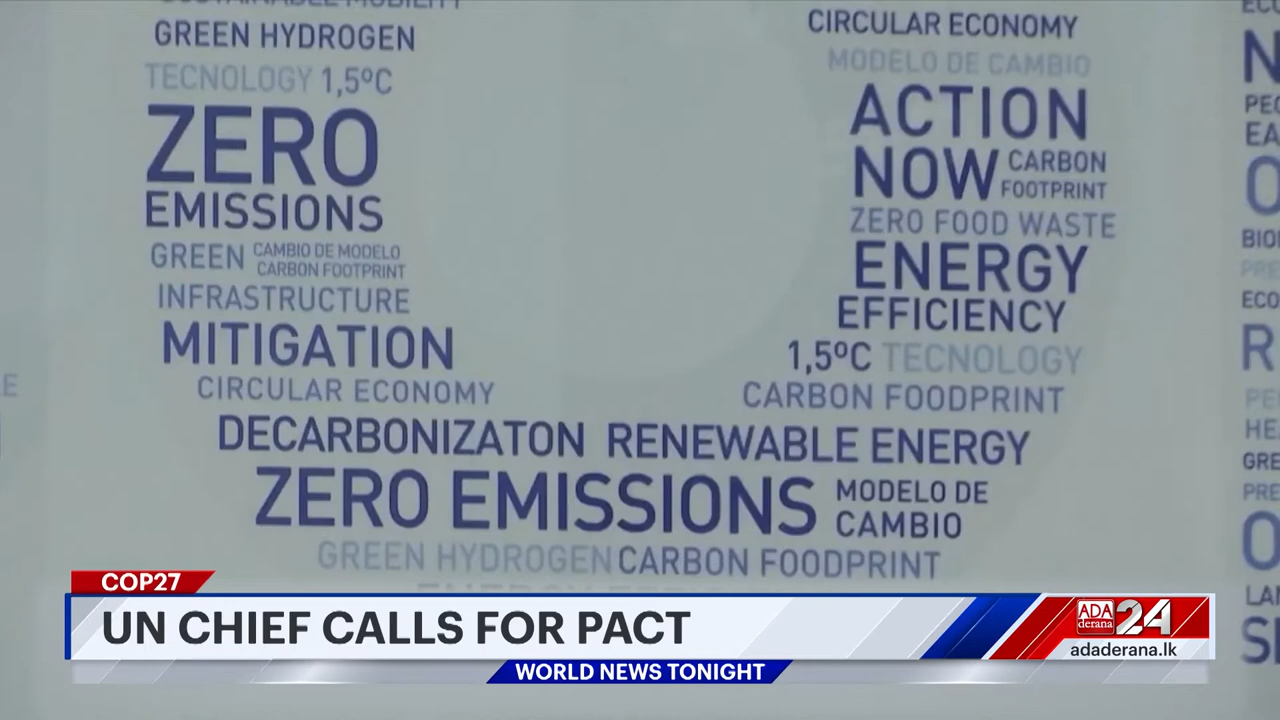 SUSTAINABLE MOBILITY
GREEN HYDROGEN
TECNOLOGY 1,5ºC
ZERO
EMISSIONS
GREEN CAMBIO DE MODELO
CARBON FOOTPRINT
INFRASTRUCTURE
MITIGATION
CIRCULAR ECONOMY
CIRCULAR ECONOMY
MODELO DE CAMBIO
ACTION
NOW CARBON
FOOTPRINT
ZERO FOOD WASTE
ENERGY
EFFICIENCY
1,5ºC TECNOLOGY
CARBON FOODPRINT
DECARBONIZATON RENEWABLE ENERGY
ZERO EMISSIONS MODELO DE
CAMBIO
GREEN HYDROGEN CARBON FOODPRINT
COP27
UN CHIEF CALLS FOR PACT
ADA
derana 24
adaderana.lk
WORLD NEWS TONIGHT